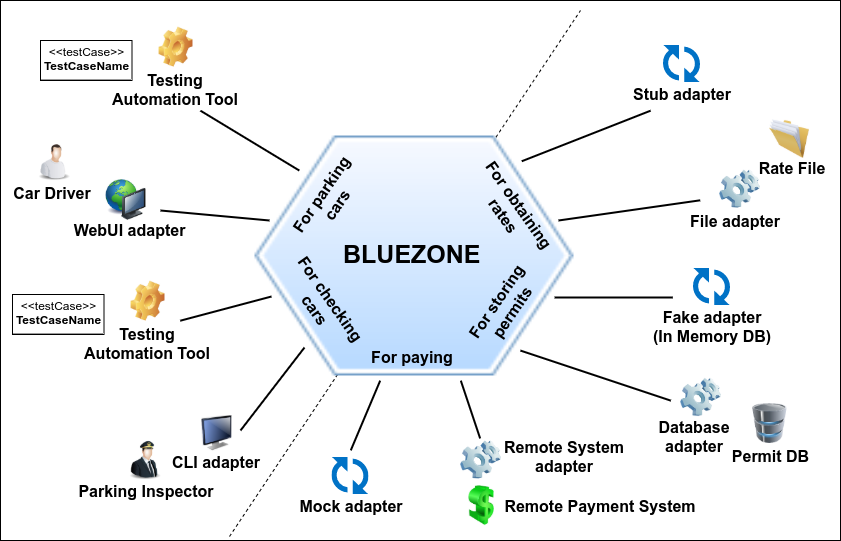 <<testCase>>
TestCaseName
Testing
Automation Tool
Car Driver
WebUI adapter
<<testCase>>
TestCaseName
Testing
Automation Tool
CLI adapter
Parking Inspector
For parking
cars
For checking
cars
BLUEZONE
For paying
For obtaining
rates
For storing
permits
Stub adapter
Rate File
File adapter
Fake adapter
(In Memory DB)
Database
adapter
Permit DB
Remote System
adapter
Remote Payment System
Mock adapter